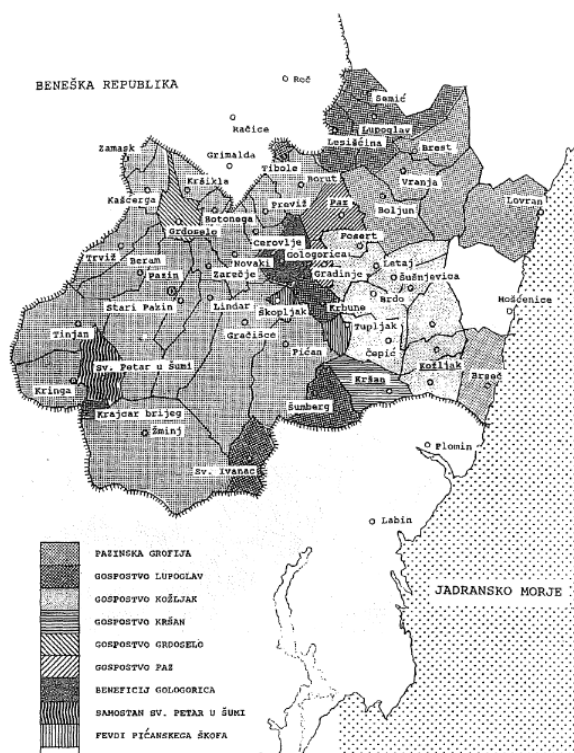 Roč
BENEŠKA REPUBLIKA
Semić
Račice
Lupoglav
Lesišćina
Brest
Zamask
Grimalda
Tibole
Vranja
Kršikla
Borut
Lovran
Kašćerga
Paz
Boljun
Botonega
Previž
Grdoselo
Posert
Cerovlje
Trviž
Gologorica
Beram
Novaki
Letaj
Pazin
Gradinje
Šušnjevica
Zarečje
Brdo
Stari Pazin
Lindar
Škopljak
Krbune
Mošćenice
Tinjan
Gračišće
Tupljak
Čepić
Pićan
Sv. Petar u Šumi
Kožljak
Kringa
Kršan
Brseč
Krajcar brijeg
Šumberg
Žminj
Plomin
Sv. Ivanac
Labin
PAZINSKA GROFIJA
GOSPOSTVO LUPOGLAV
JADRANSKO MORJE
GOSPOSTVO KOŽLJAK
GOSPOSTVO KRŠAN
GOSPOSTVO GRDOSELO
GOSPOSTVO PAZ
BENEFICIJ GOLOGORICA
SAMOSTAN SV. PETAR U ŠUMI
FEVDI PIĆANSKEGA ŠKOFA